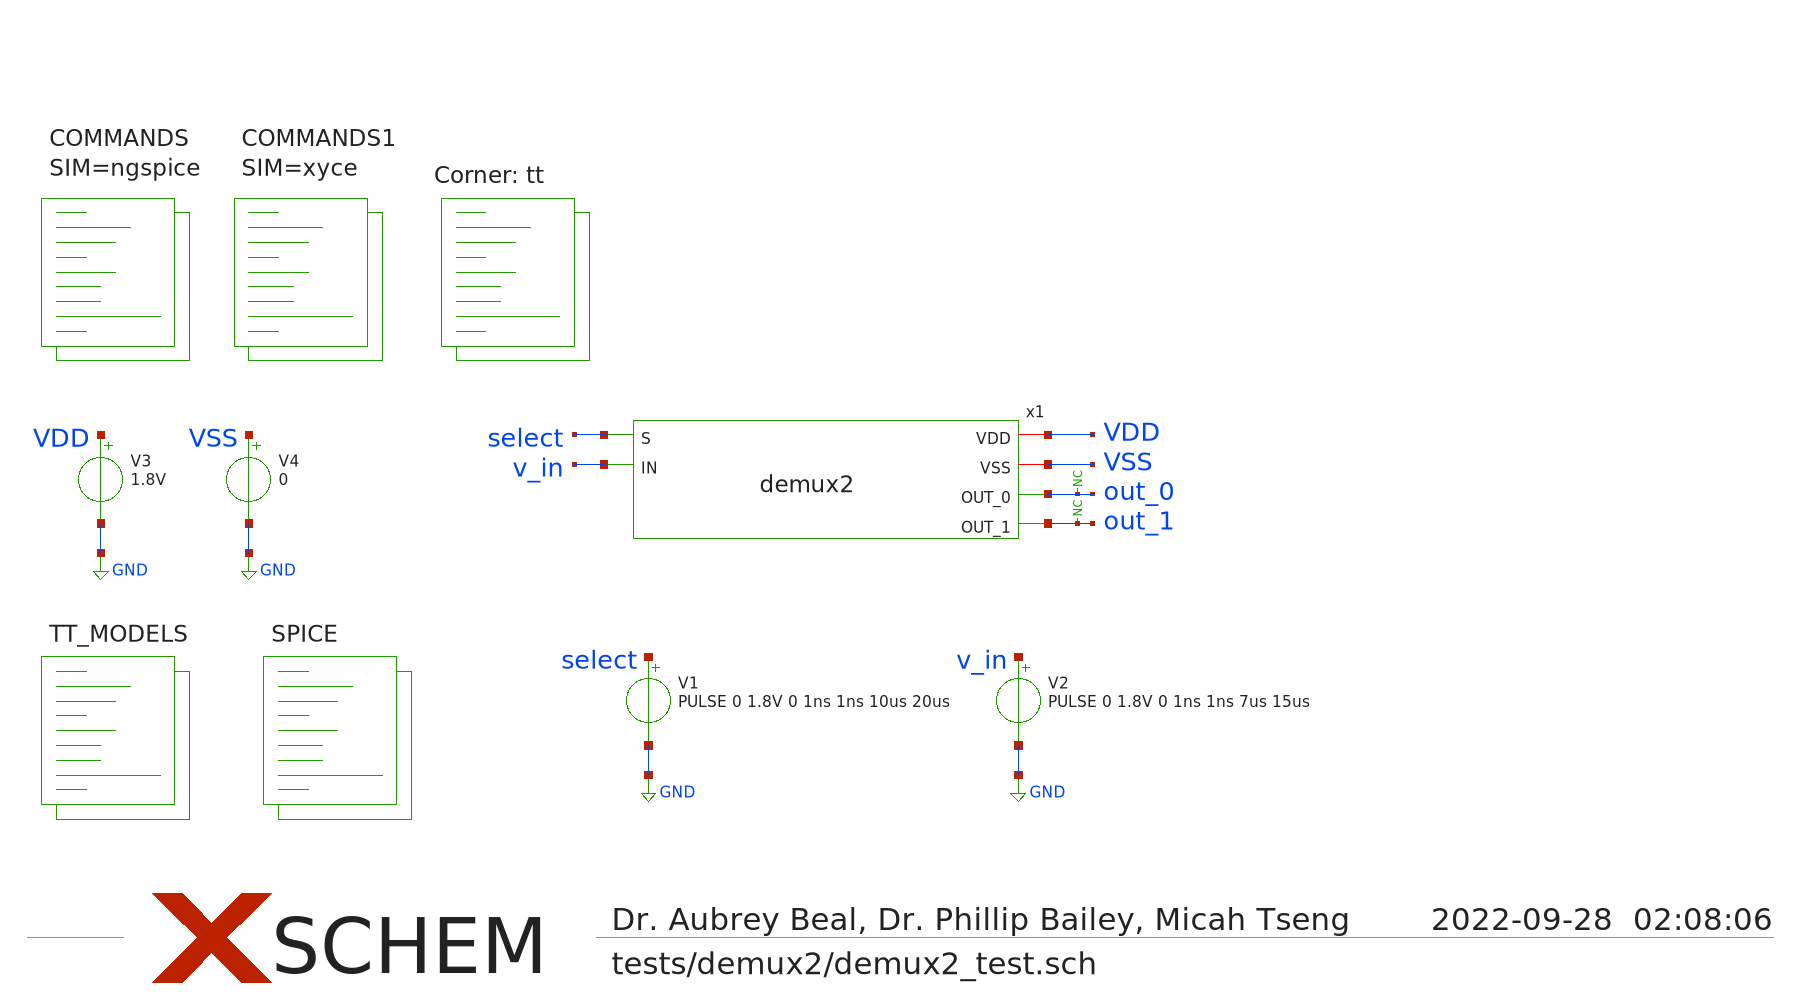 COMMANDS
SIM=ngspice
COMMANDS1
SIM=xyce
Corner: tt
VDD
+
V3
1.8V
GND
VSS
+
V4
0
GND
select
v_in
x1
S
IN
demux2
VDD
VSS
OUT_0
OUT_1
VDD
VSS
NC
out_0
NC
out_1
TT_MODELS
SPICE
select
+
V1
PULSE 0 1.8V 0 1ns 1ns 10us 20us
GND
v_in
+
V2
PULSE 0 1.8V 0 1ns 1ns 7us 15us
GND
XSCHEM
Dr. Aubrey Beal, Dr. Phillip Bailey, Micah Tseng
2022-09-28 02:08:06
tests/demux2/demux2_test.sch